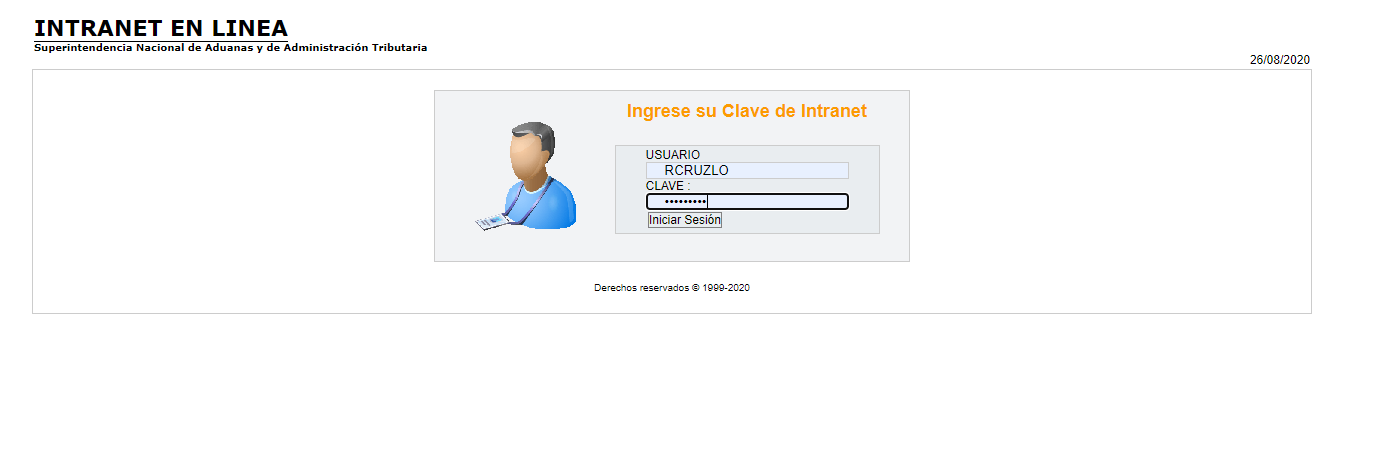 INTRANET EN LINEA
Superintendencia Nacional de Aduanas y de Administración Tributaria
26/08/2020
Ingrese su Clave de Intranet
USUARIO
RCRUZLO
CLAVE :
•••••••••
Iniciar Sesión
Derechos reservados © 1999-2020